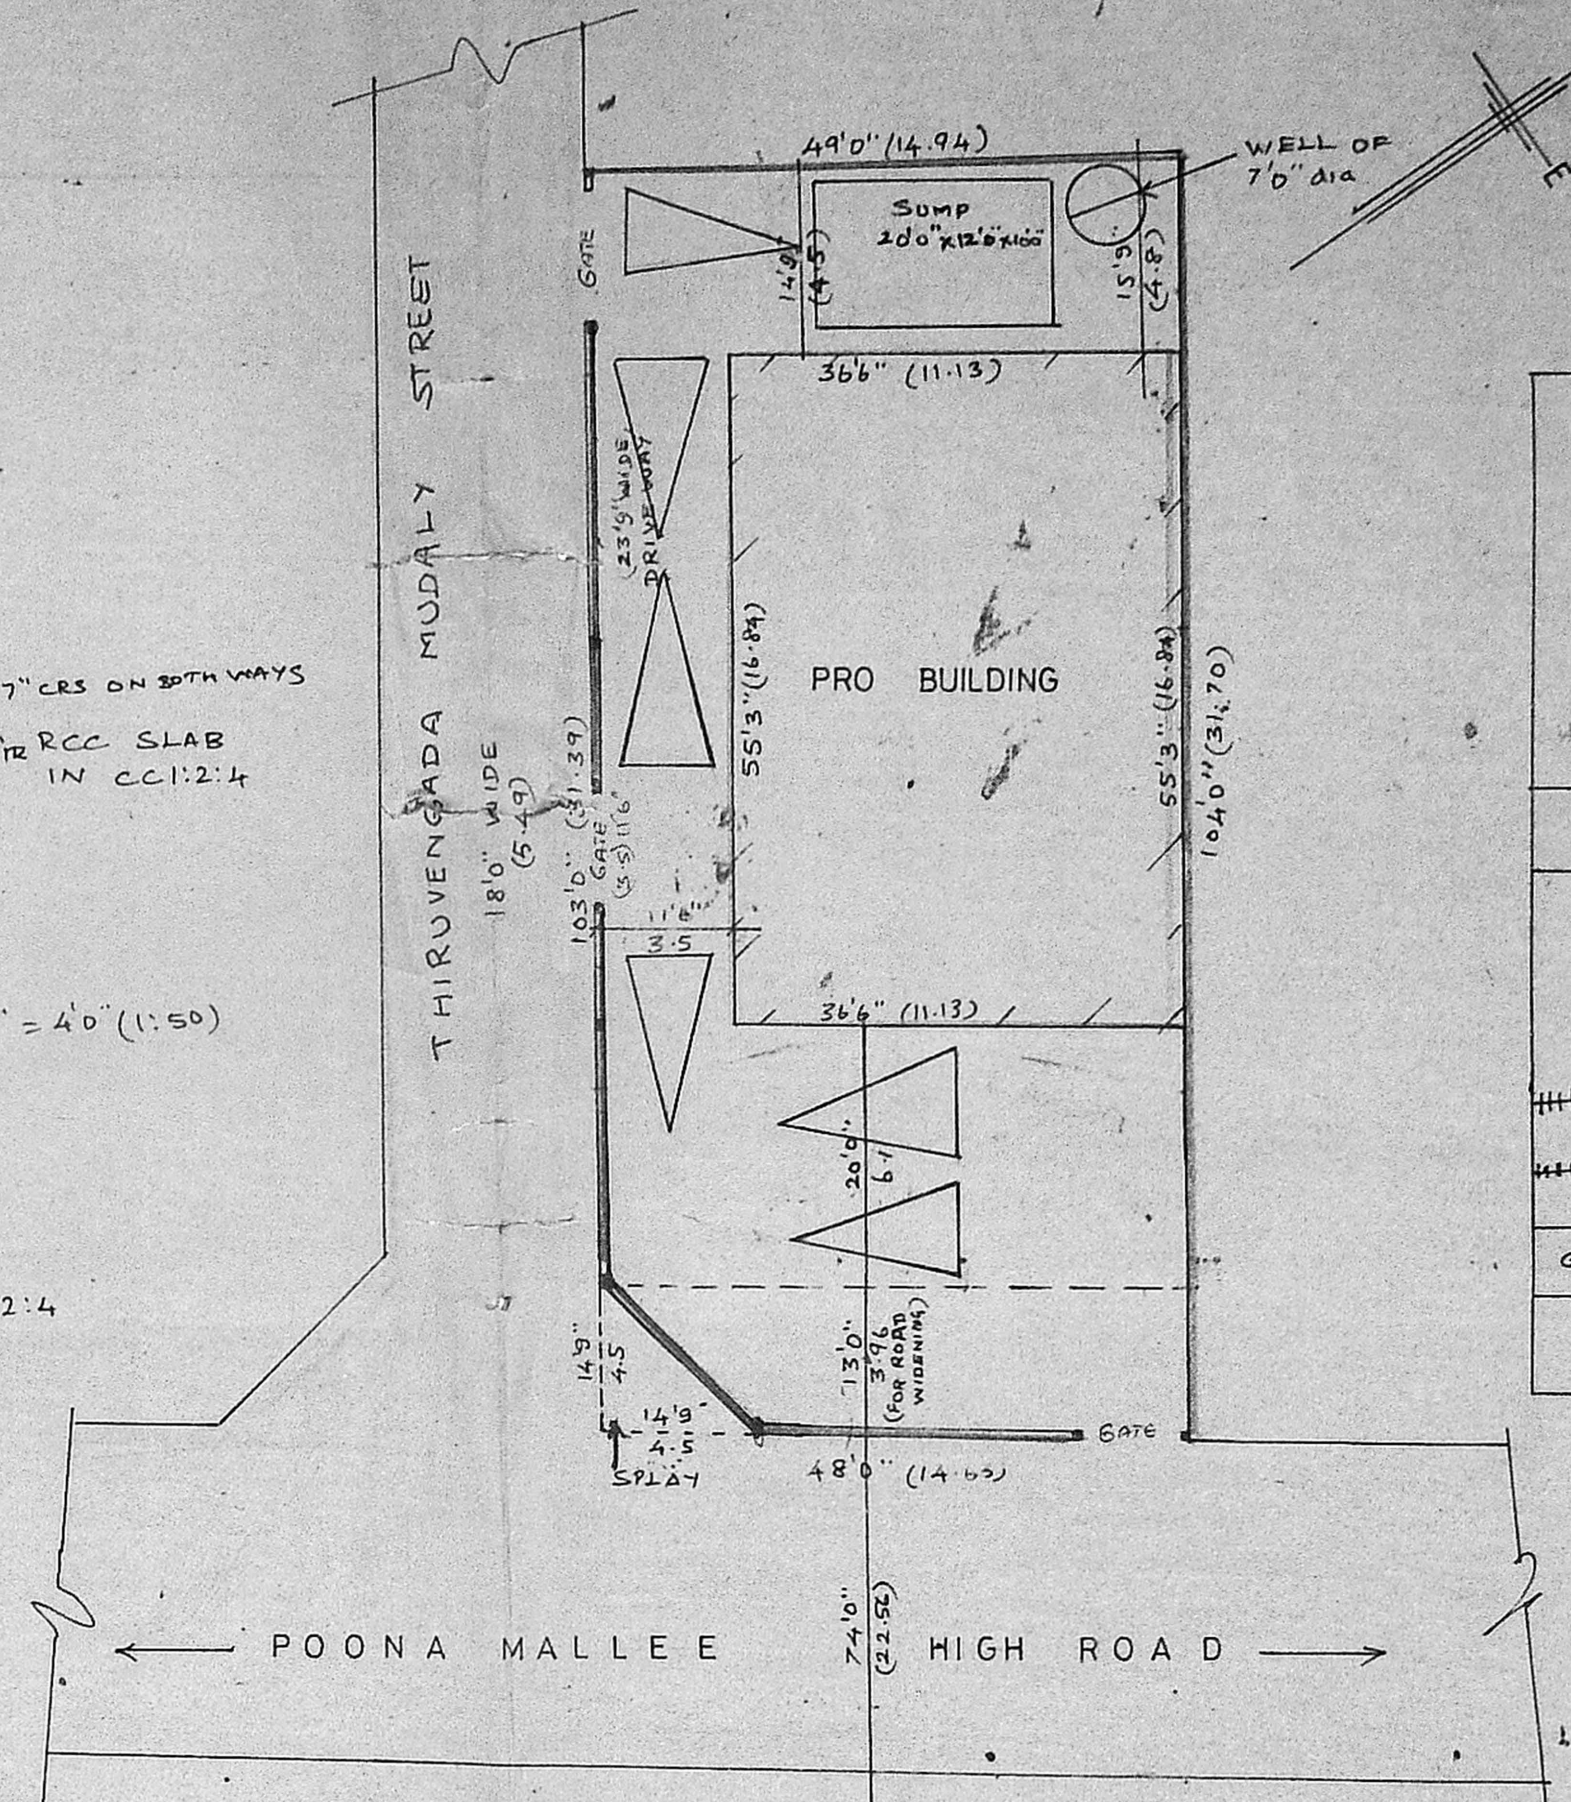 49'0" (14.94)
WELL OF
7'0" dia
E
SUMP
20'0"x12'0"x10'0"
GATE
14'9"
(4.5)
15'9"
(4.8)
36'6" (11.13)
(23'9" WIDE
DRIVE WAY
THIRUVENGADA MUDALY STREET
18'0" WIDE
(5.49)
103'0" (31.39)
GATE
(3.5) 11'6"
55'3" (16.84)
PRO BUILDING
55'3" (16.84)
104'0" (31.70)
7" CRS ON BOTH WAYS
RCC SLAB
IN CC1:2:4
11'6"
3.5
36'6" (11.13)
= 4'0" (1:50)
20'0"
6.1
2:4
14'9"
4.5
13'0"
3.96
(FOR ROAD
WIDENING)
14'9"
4.5
SPLAY
GATE
48'0" (14.63)
74'0"
(22.56)
POONA MALLEE HIGH ROAD